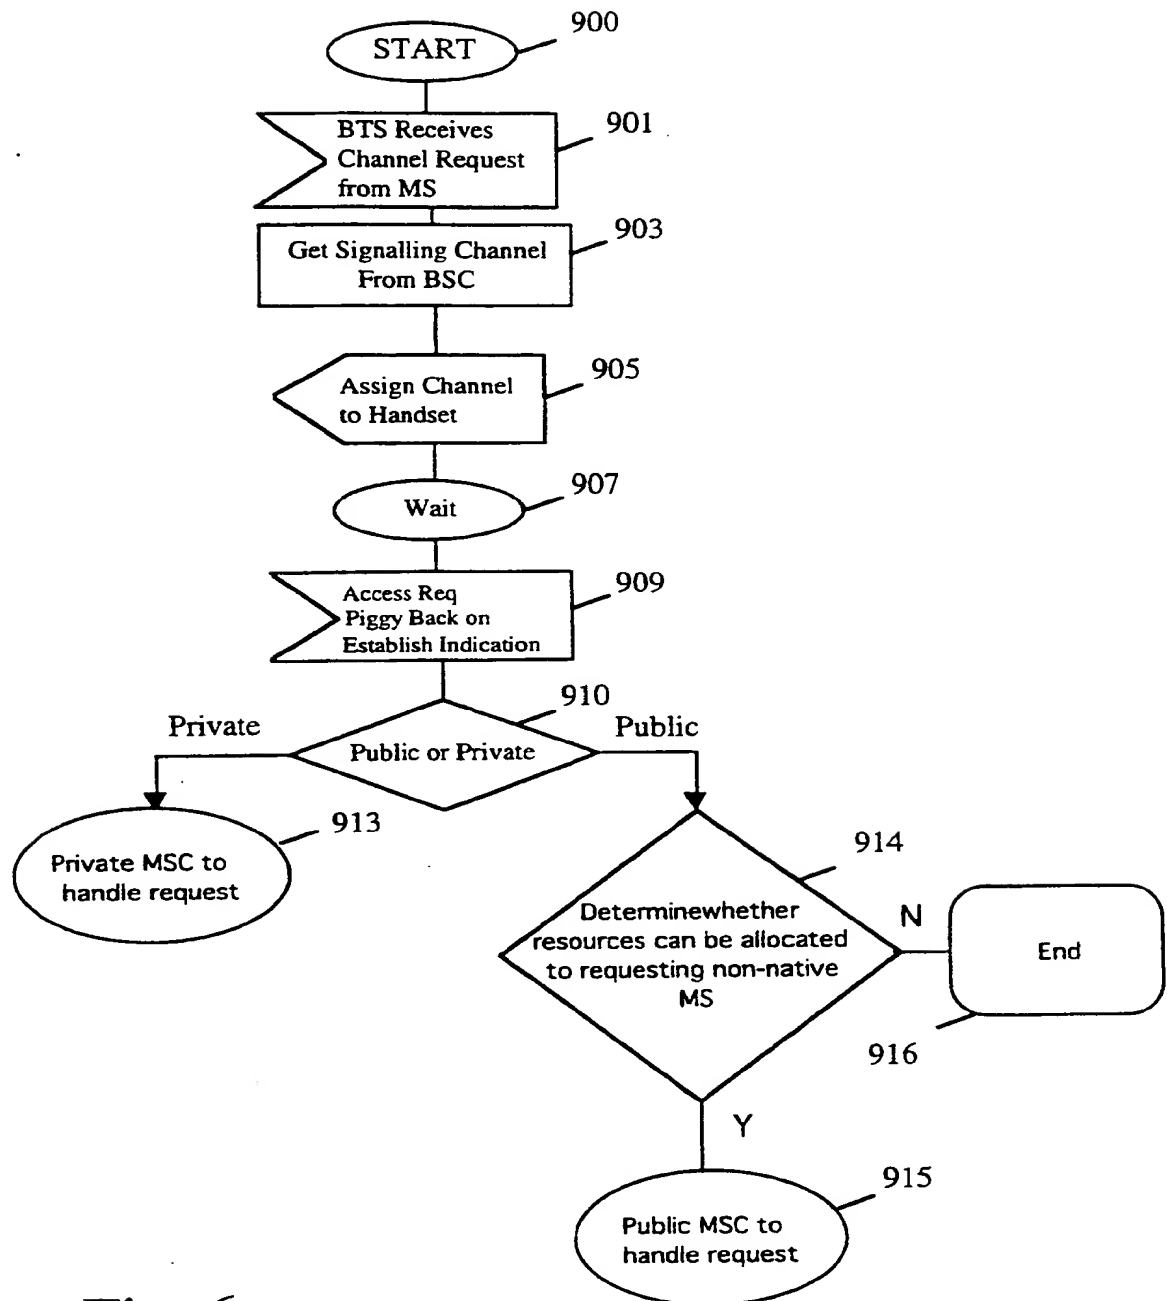 900
START
901
BTS Receives
Channel Request
from MS
903
Get Signalling Channel
From BSC
905
Assign Channel
to Handset
907
Wait
909
Access Req
Piggy Back on
Establish Indication
910
Private
Public
Public or Private
913
Private MSC to
handle request
914
Determinewhether
resources can be allocated
to requesting non-native
MS
N
End
916
Y
915
Public MSC to
handle request